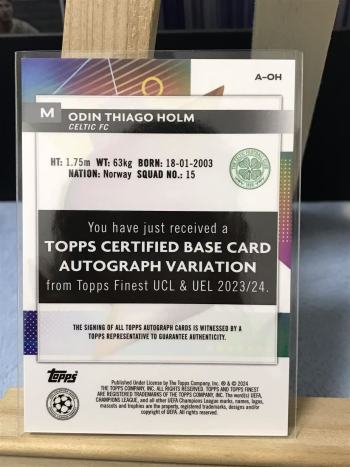 A-OH
M ODIN THIAGO HOLM
CELTIC FC
HT: 1.75m WT: 63kg BORN: 18-01-2003
NATION: Norway SQUAD NO.: 15
You have just received a
TOPPS CERTIFIED BASE CARD
AUTOGRAPH VARIATION
from Topps Finest UCL & UEL 2023/24.
THE SIGNING OF ALL TOPPS AUTOGRAPH CARDS IS WITNESSED BY A
TOPPS REPRESENTATIVE TO GUARANTEE AUTHENTICITY.
Topps
Published Under License by The Topps Company, Inc. ® & © 2024
THE TOPPS COMPANY, INC. ALL RIGHTS RESERVED. TOPPS AND TOPPS FINEST
ARE REGISTERED TRADEMARKS OF THE TOPPS COMPANY, INC. The word(s) UEFA,
CHAMPIONS LEAGUE, and all other UEFA Champions League marks, names, logos,
mascots and trophies are the property, registered trademarks, designs and/or
copyright of UEFA. All rights reserved.